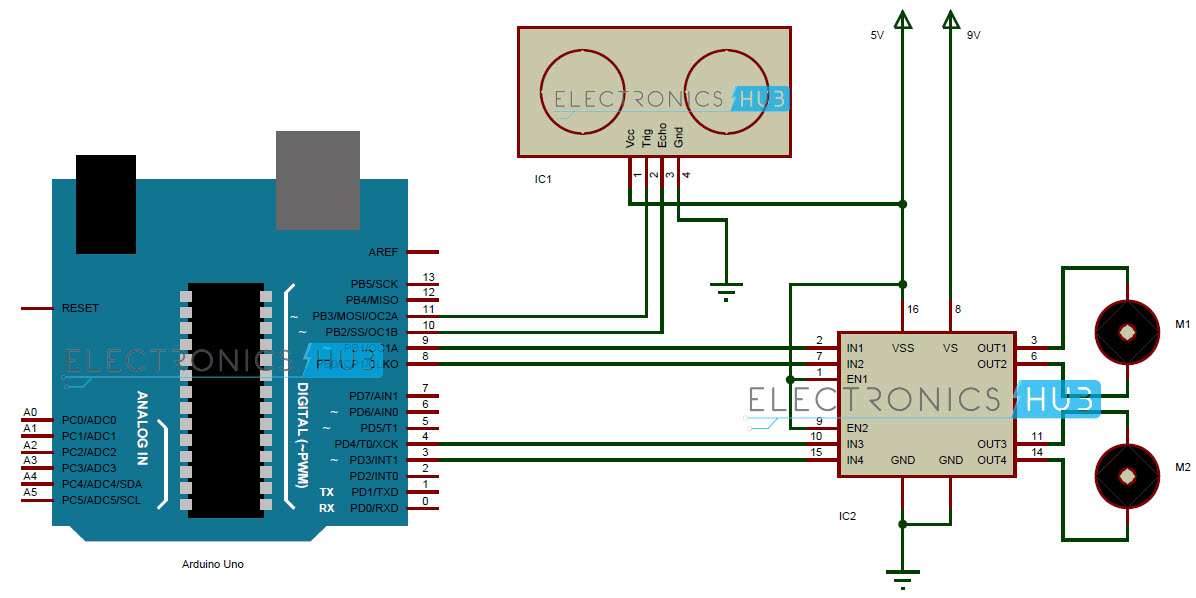 5V
9V
ELECTRONICS HUB
Vcc
Trig
Echo
Gnd
1
2
3
4
IC1
AREF
PB5/SCK
13
PB4/MISO
12
~ PB3/MOSI/OC2A
11
~ PB2/SS/OC1B
10
~ PB1/OC1A
9
PB0/ICP1/CLKO
8
PD7/AIN1
7
~ PD6/AIN0
6
~ PD5/T1
5
PD4/T0/XCK
4
~ PD3/INT1
3
PD2/INT0
2
TX PD1/TXD
1
RX PD0/RXD
0
RESET
ELECTRONICS HUB
A0 PC0/ADC0
A1 PC1/ADC1
A2 PC2/ADC2
A3 PC3/ADC3
A4 PC4/ADC4/SDA
A5 PC5/ADC5/SCL
ANALOG IN
DIGITAL (~PWM)
Arduino Uno
16
8
VSS
VS
2 IN1
7 IN2
1 EN1
9 EN2
10 IN3
15 IN4
OUT1 3
OUT2 6
OUT3 11
OUT4 14
GND
GND
ELECTRONICS HUB
IC2
M1
M2